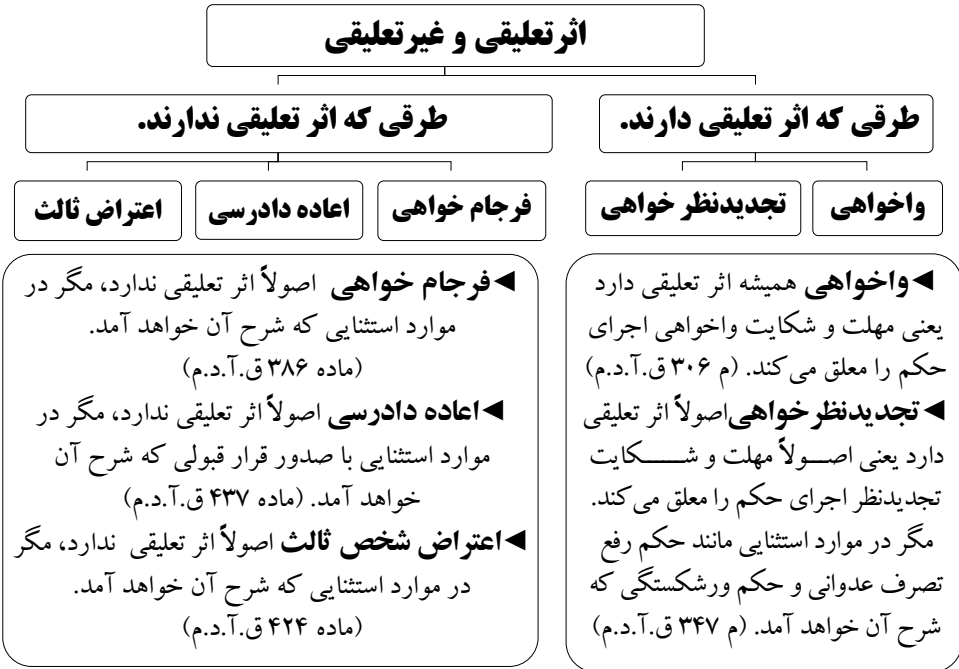 اثرتعلیقی و غیرتعلیقی
طرقی که اثر تعلیقی دارند.
طرقی که اثر تعلیقی ندارند.
واخواهی
تجدیدنظر خواهی
فرجام خواهی
اعاده دادرسی
اعتراض ثالث
◄واخواهی همیشه اثر تعلیقی دارد
یعنی مهلت و شکایت واخواهی اجرای
حکم را معلق می‌کند. (م ۳۰۶ ق.آ.د.م)
◄تجدیدنظر خواهی اصولاً اثر تعلیقی
دارد یعنی اصـــولاً مهلت و شـــــکایت
تجدیدنظر اجرای حکم را معلق می‌کند.
مگر در موارد استثنایی مانند حکم رفع
تصرف عدوانی و حکم ورشکستگی که
شرح آن خواهد آمد. (م ۳۴۷ ق.آ.د.م)
◄فرجام خواهی اصولاً اثر تعلیقی ندارد، مگر در
موارد استثنایی که شرح آن خواهد آمد.
(ماده ۳۸۶ ق.آ.د.م)
◄اعاده دادرسی اصولاً اثر تعلیقی ندارد، مگر در
موارد استثنایی با صدور قرار قبولی که شرح آن
خواهد آمد. (ماده ۴۳۷ ق.آ.د.م)
◄اعتراض شخص ثالث اصولاً اثر تعلیقی ندارد، مگر
در موارد استثنایی که شرح آن خواهد آمد.
(ماده ۴۲۴ ق.آ.د.م)